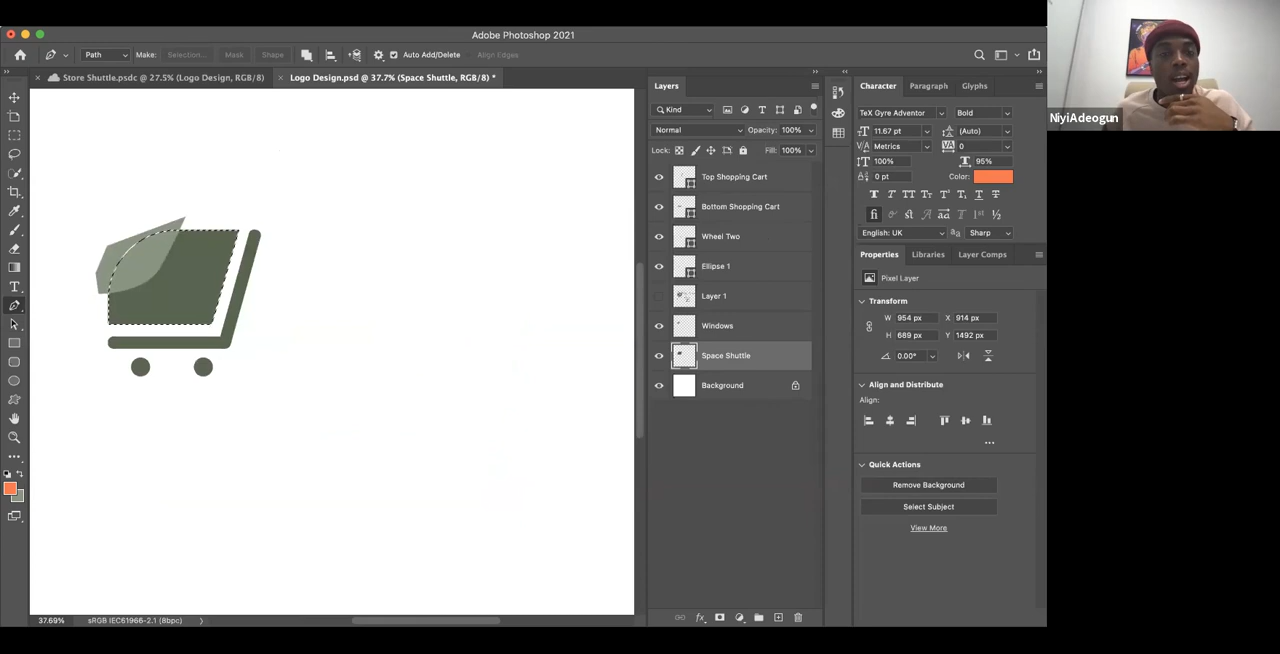 Adobe Photoshop 2021
Path
Make:
Selection...
Mask
Shape
Auto Add/Delete
Align Edges
Store Shuttle.psdc @ 27.5% (Logo Design, RGB/8)
Logo Design.psd @ 37.7% (Space Shuttle, RGB/8) *
Layers
Kind
Normal
Opacity: 100%
Lock:
Fill: 100%
Top Shopping Cart
Bottom Shopping Cart
Wheel Two
Ellipse 1
Layer 1
Windows
Space Shuttle
Background
Character
Paragraph
Glyphs
TeX Gyre Adventor
Bold
11.67 pt
(Auto)
Metrics
0
100%
95%
0 pt
Color:
English: UK
Sharp
Properties
Libraries
Layer Comps
Pixel Layer
Transform
W 954 px
X 914 px
H 689 px
Y 1492 px
0.00°
Align and Distribute
Align:
Quick Actions
Remove Background
Select Subject
View More
37.69%
sRGB IEC61966-2.1 (8bpc)
NiyiAdeogun